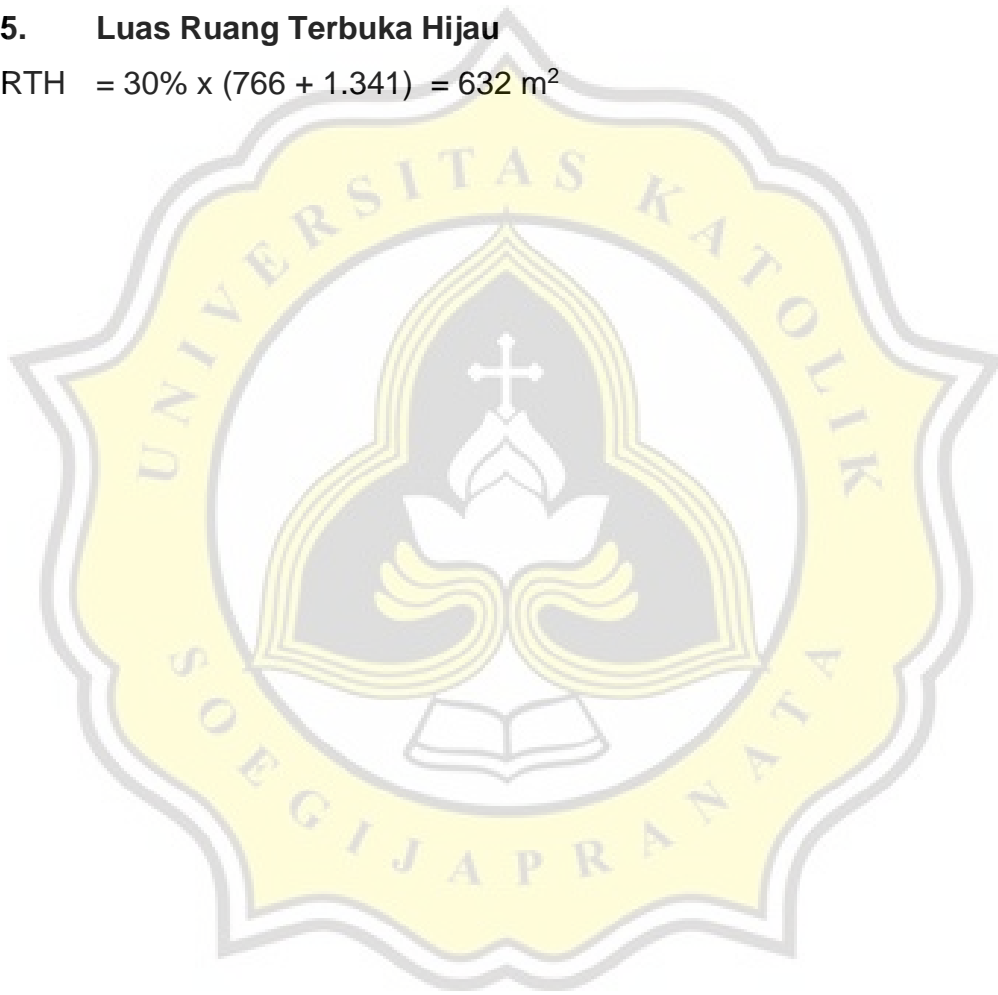 5. Luas Ruang Terbuka Hijau
RTH = 30% x (766 + 1.341) = 632 m²
UNIVERSITAS KATOLIK
SOEGIJAPRANATA